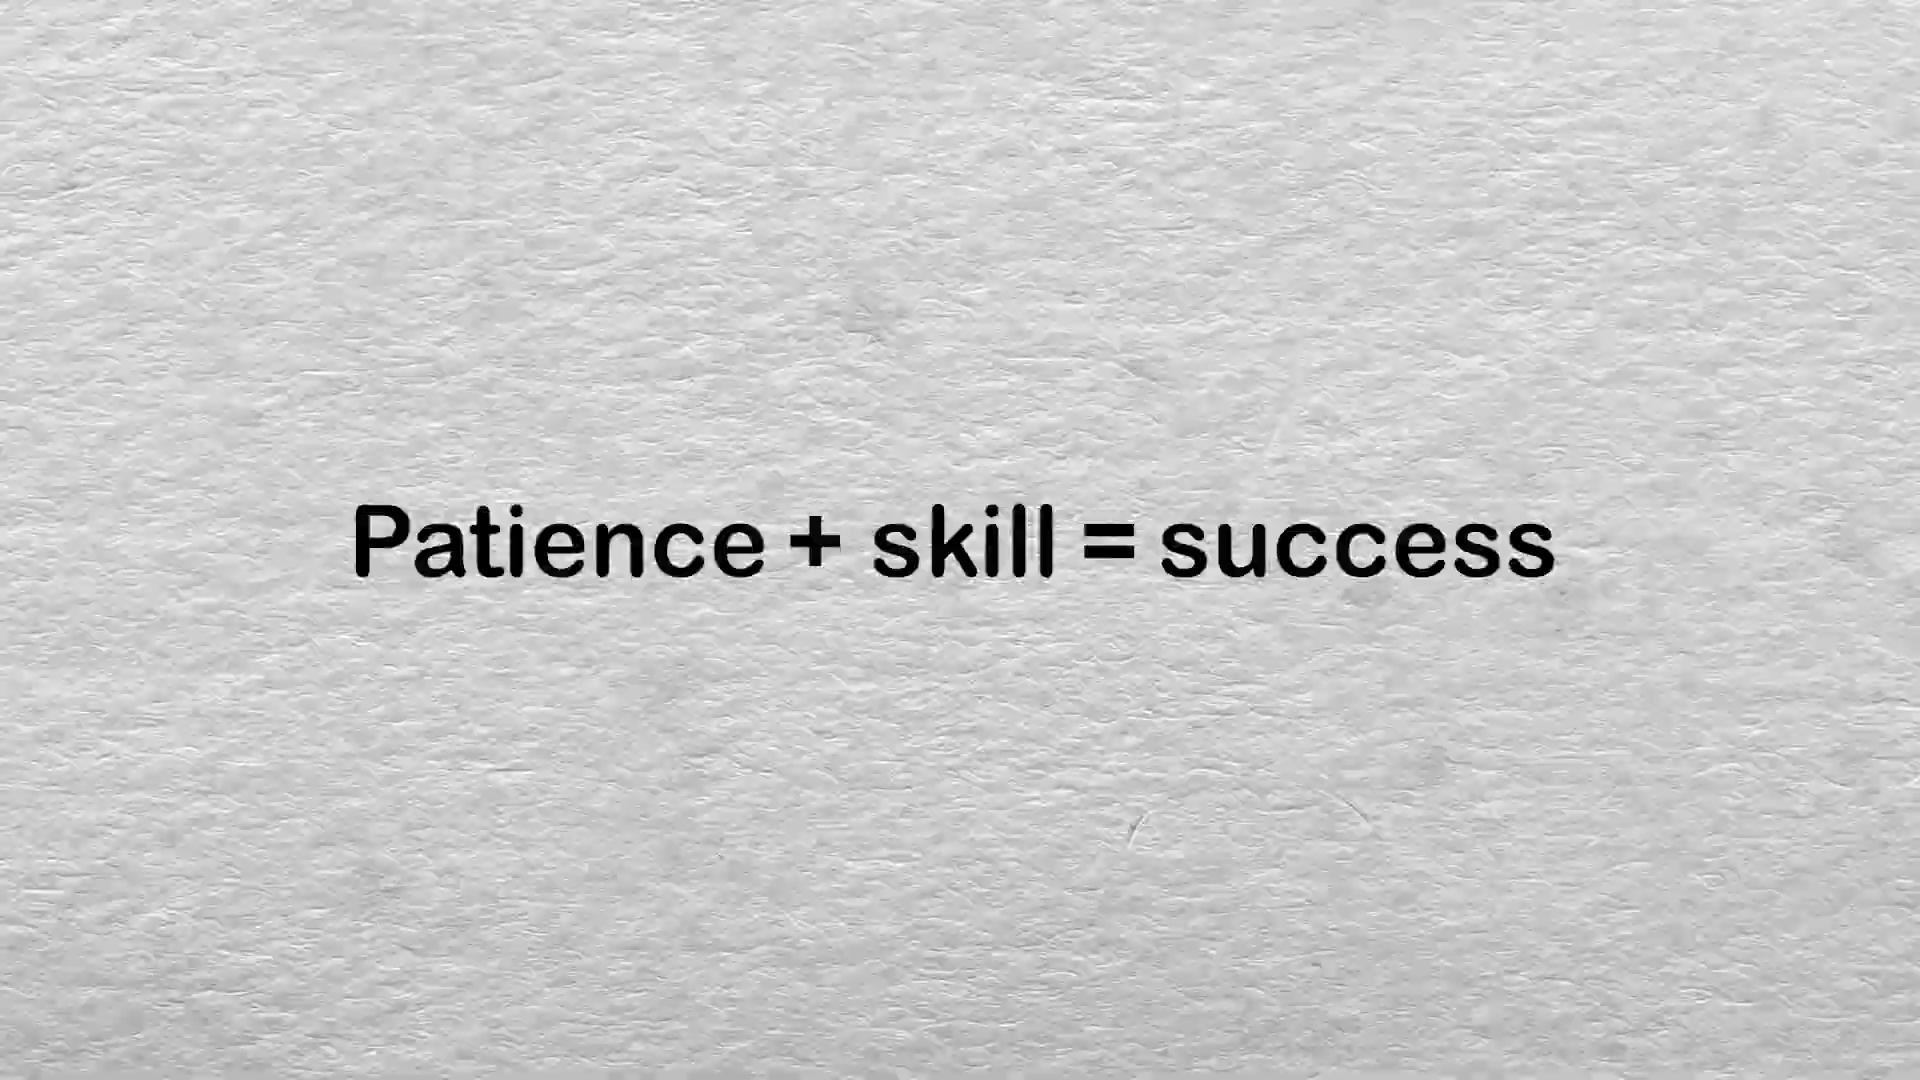 Patience + skill = success